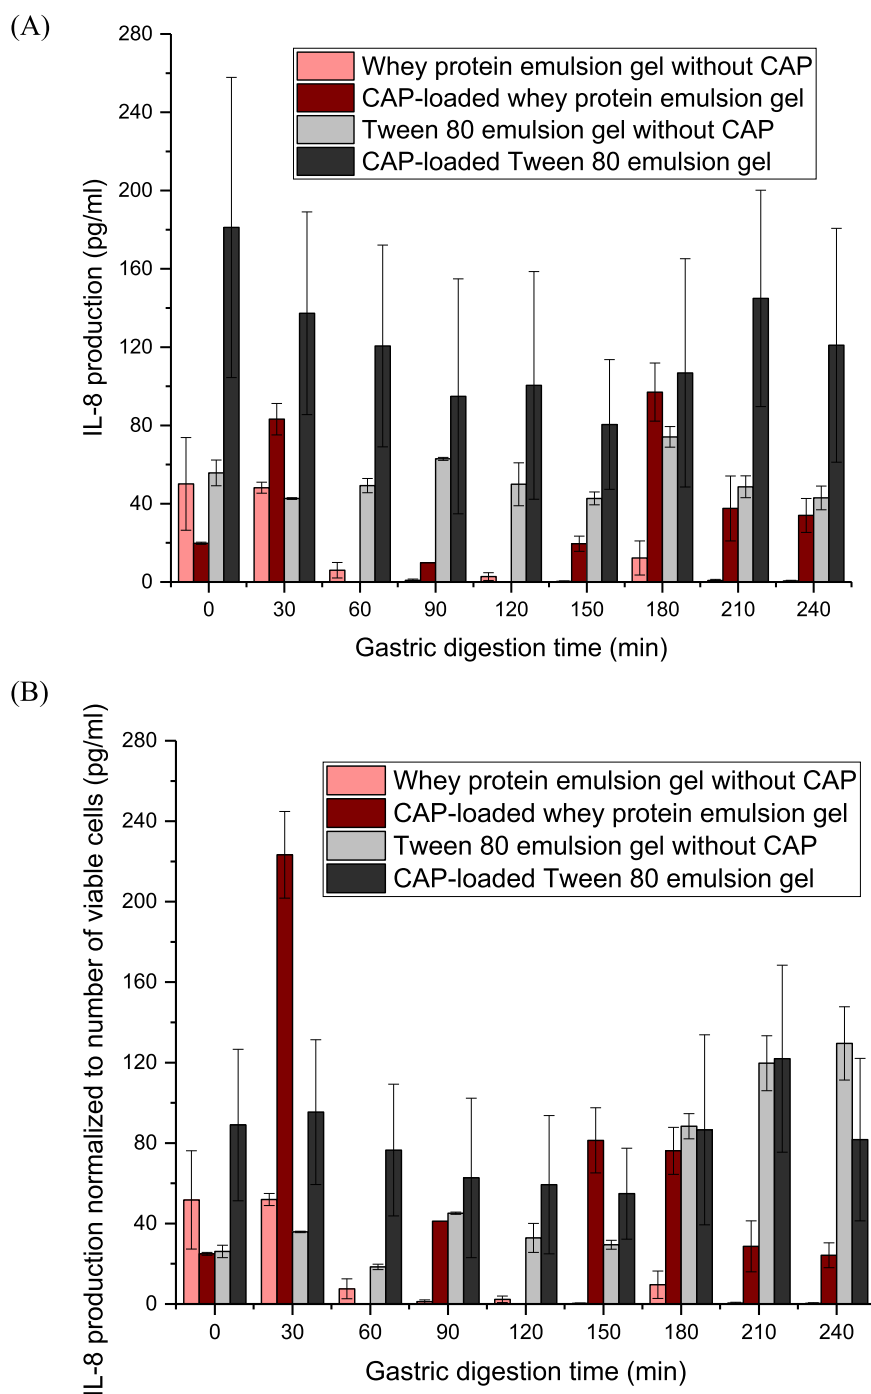 (A)
280
240
200
160
120
80
40
0
IL-8 production (pg/ml)
Whey protein emulsion gel without CAP
CAP-loaded whey protein emulsion gel
Tween 80 emulsion gel without CAP
CAP-loaded Tween 80 emulsion gel
0 30 60 90 120 150 180 210 240
Gastric digestion time (min)
(B)
280
240
200
160
120
80
40
0
IL-8 production normalized to number of viable cells (pg/ml)
Whey protein emulsion gel without CAP
CAP-loaded whey protein emulsion gel
Tween 80 emulsion gel without CAP
CAP-loaded Tween 80 emulsion gel
0 30 60 90 120 150 180 210 240
Gastric digestion time (min)